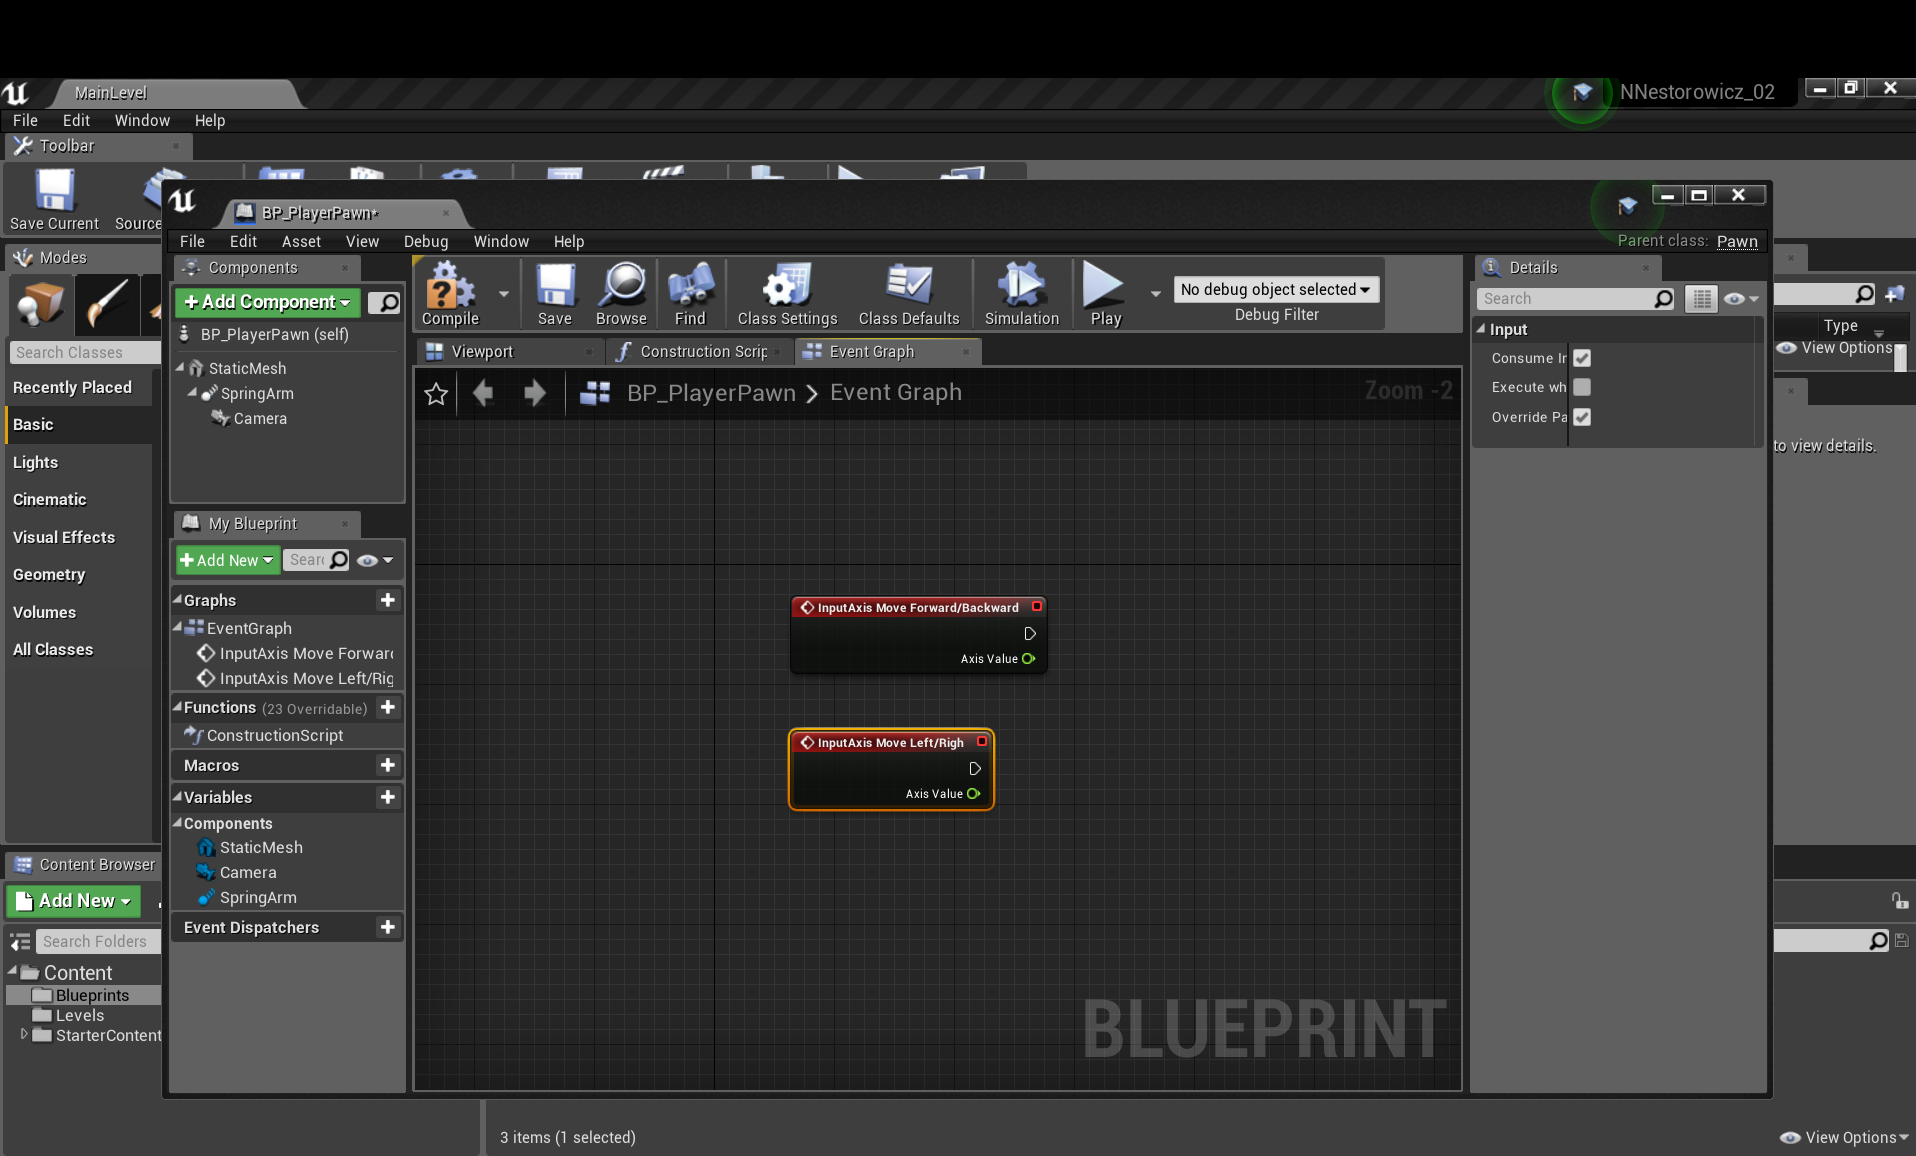 MainLevel
NNestorowicz_02
File Edit Window Help
Toolbar
Save Current
Source
BP_PlayerPawn*
File Edit Asset View Debug Window Help
Parent class: Pawn
Modes
Search Classes
Recently Placed
Basic
Lights
Cinematic
Visual Effects
Geometry
Volumes
All Classes
Components
+Add Component
BP_PlayerPawn (self)
StaticMesh
SpringArm
Camera
My Blueprint
+Add New
Sear
Graphs
EventGraph
InputAxis Move Forwar
InputAxis Move Left/Rig
Functions (23 Overridable)
ConstructionScript
Macros
Variables
Components
StaticMesh
Camera
SpringArm
Event Dispatchers
Compile
Save
Browse
Find
Class Settings
Class Defaults
Simulation
Play
No debug object selected
Debug Filter
Viewport
Construction Scrip
Event Graph
BP_PlayerPawn > Event Graph
Zoom -2
InputAxis Move Forward/Backward
Axis Value
InputAxis Move Left/Righ
Axis Value
BLUEPRINT
Details
Search
Input
Consume In
Execute wh
Override Pa
Type
View Options
to view details.
Content Browser
Add New
Search Folders
Content
Blueprints
Levels
StarterContent
3 items (1 selected)
View Options